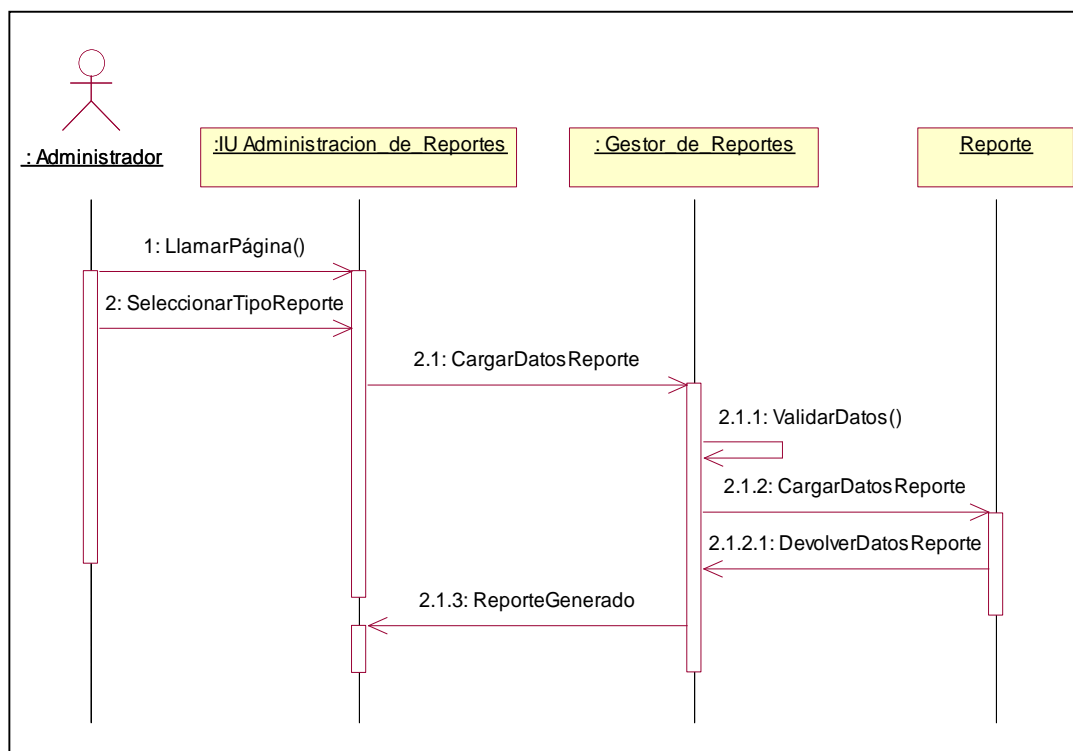 : Administrador
:IU Administracion_de_Reportes
: Gestor_de_Reportes
Reporte
1: LlamarPágina()
2: SeleccionarTipoReporte
2.1: CargarDatosReporte
2.1.1: ValidarDatos()
2.1.2: CargarDatosReporte
2.1.2.1: DevolverDatosReporte
2.1.3: ReporteGenerado